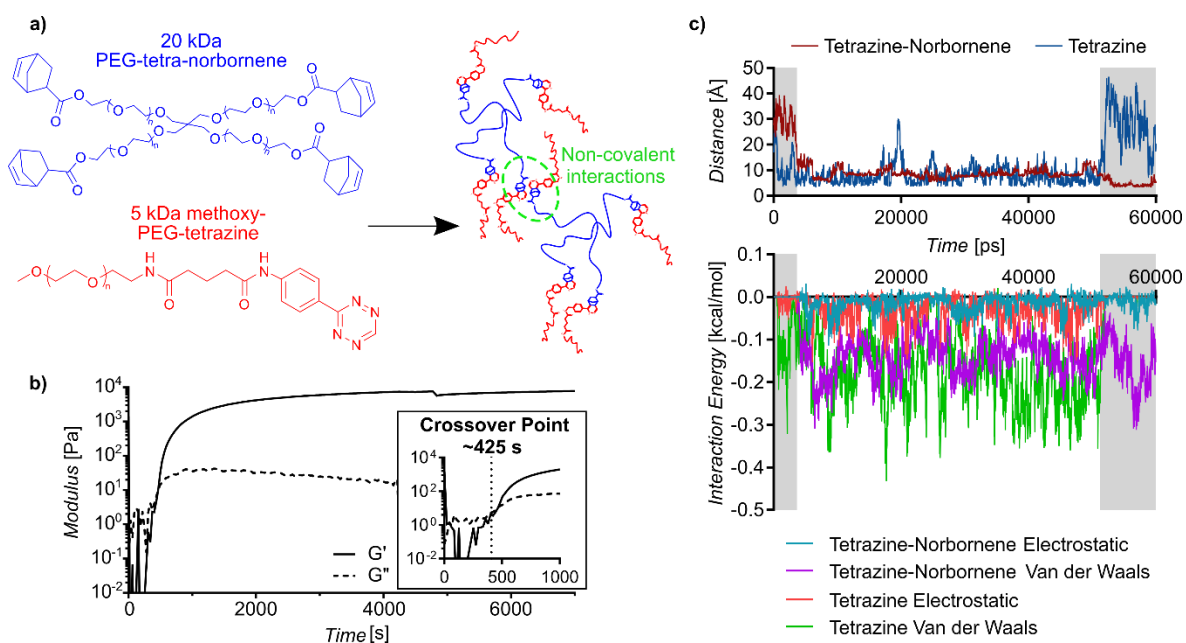 a)
20 kDa
PEG-tetra-norbornene
O
O
O
O
O
O
n
n
O
O
O
O
O
O
O
O
n
n
O
O
O
O
O
O
Non-covalent
interactions
5 kDa methoxy-
PEG-tetrazine
O
O
n
H
N
O
O
H
N
N
N
N
N
b)
Modulus [Pa]
10⁴
10³
10²
10¹
10⁰
10⁻¹
10⁻²
0
2000
4000
6000
Time [s]
G'
G"
Crossover Point
~425 s
10⁴
10²
10⁰
10⁻²
0
500
1000
c)
Tetrazine-Norbornene
Tetrazine
Distance [Å]
50
40
30
20
10
0
0
20000
40000
60000
Time [ps]
Interaction Energy [kcal/mol]
0.1
0.0
-0.1
-0.2
-0.3
-0.4
-0.5
20000
40000
60000
Tetrazine-Norbornene Electrostatic
Tetrazine-Norbornene Van der Waals
Tetrazine Electrostatic
Tetrazine Van der Waals